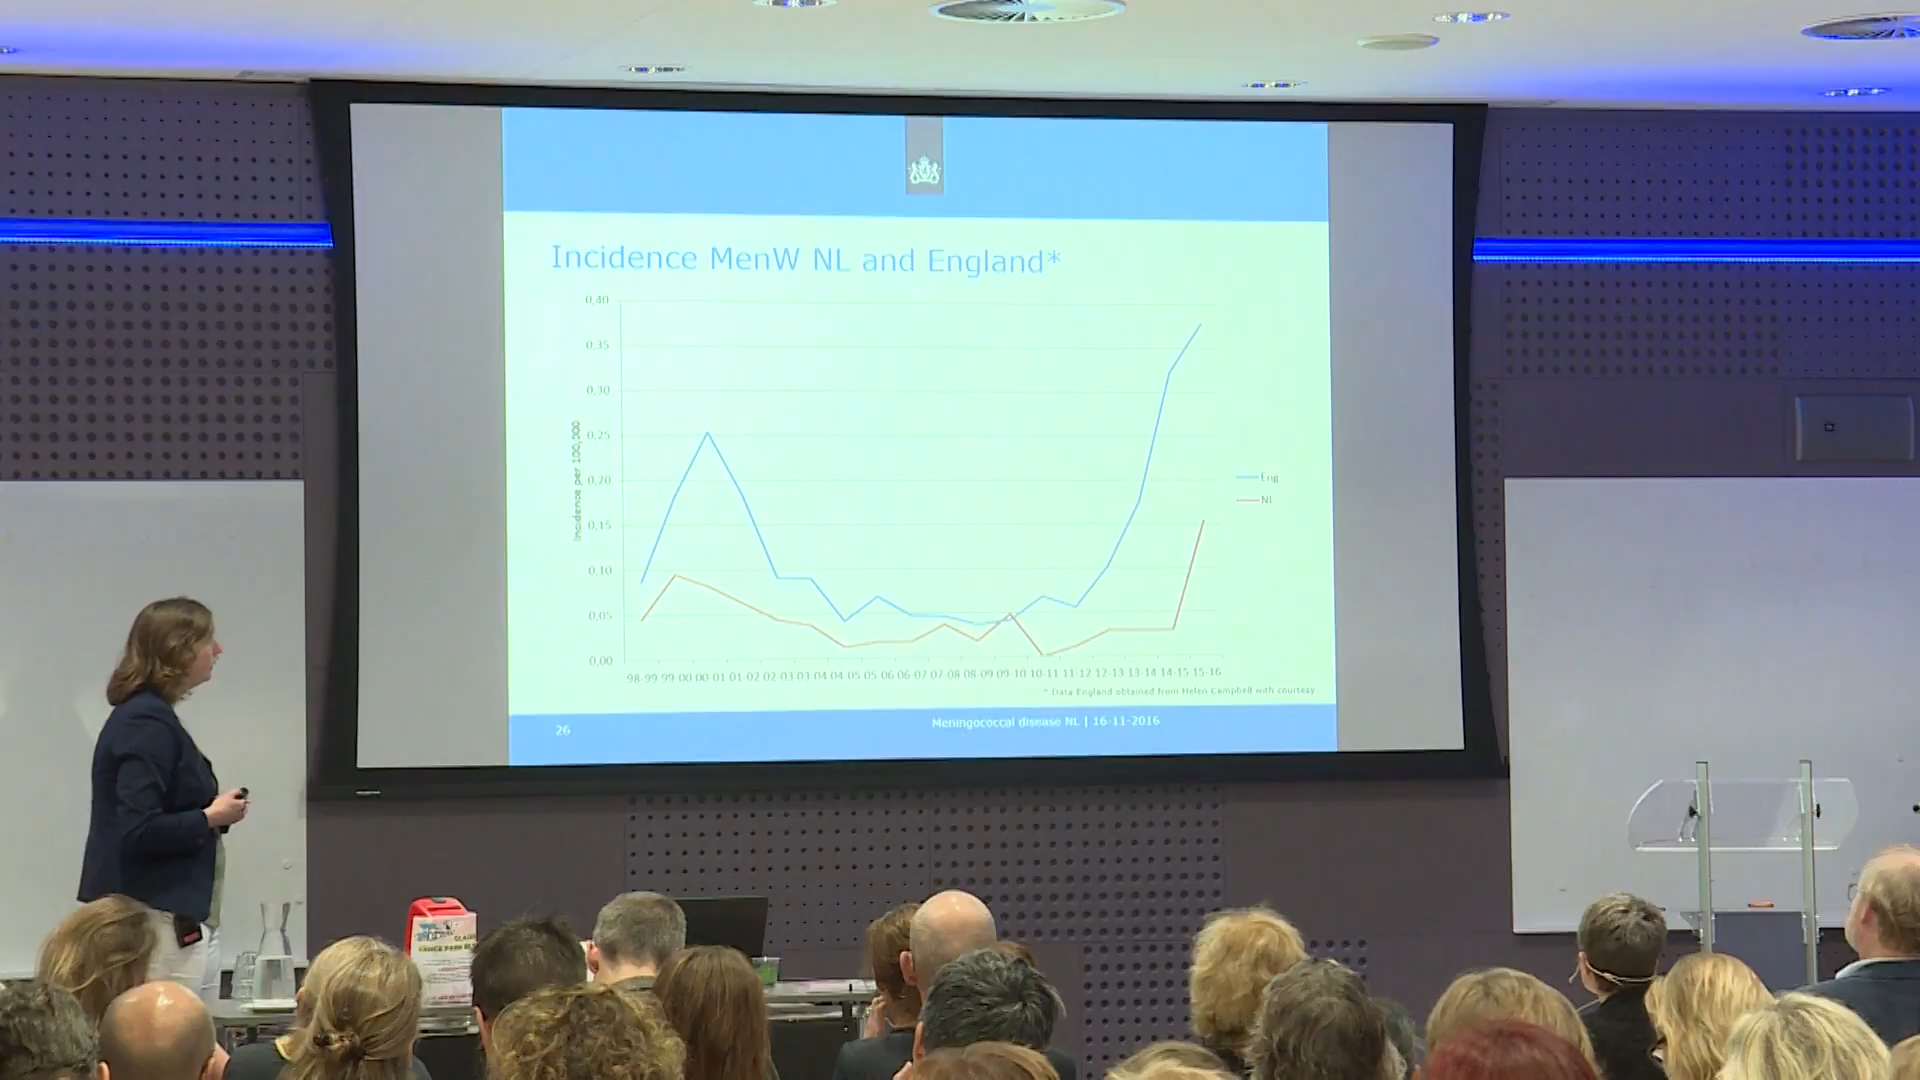 Incidence MenW NL and England*
0,40
0,35
0,30
0,25
0,20
0,15
0,10
0,05
0,00
Incidence per 100,000
Eng
NL
98-99 99-00 00-01 01-02 02-03 03-04 04-05 05-06 06-07 07-08 08-09 09-10 10-11 11-12 12-13 13-14 14-15 15-16
* Data England obtained from Helen Campbell with courtesy
26
Meningococcal disease NL | 16-11-2016